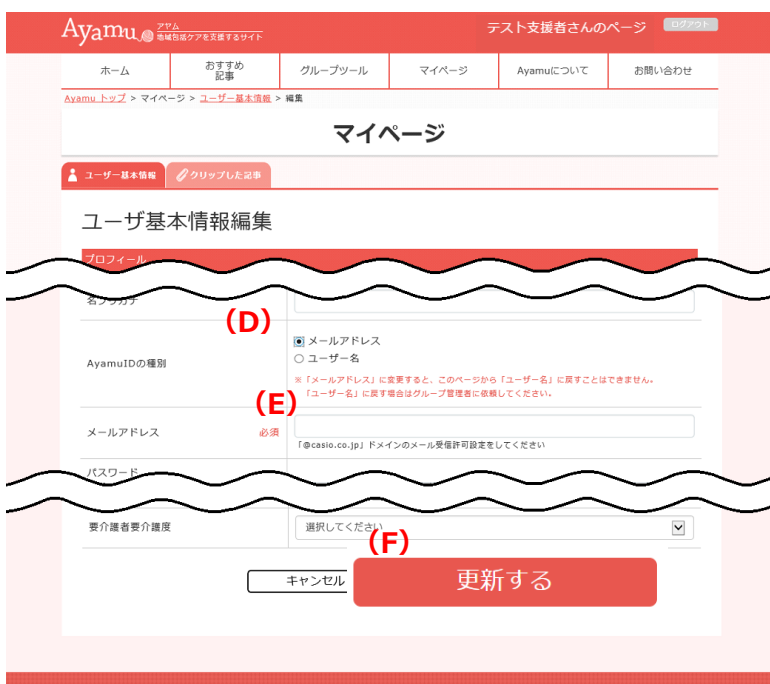 Ayamu アヤム
地域包括ケアを支援するサイト
テスト支援者さんのページ
ログアウト
ホーム
おすすめ
記事
グループツール
マイページ
Ayamuについて
お問い合わせ
Ayamu トップ > マイページ > ユーザー基本情報 > 編集
マイページ
ユーザー基本情報
クリップした記事
ユーザ基本情報編集
プロフィール
名フリガナ
(D)
AyamuIDの種別
メールアドレス
ユーザー名
※「メールアドレス」に変更すると、このページから「ユーザー名」に戻すことはできません。
「ユーザー名」に戻す場合はグループ管理者に依頼してください。
(E)
メールアドレス 必須
「@casio.co.jp」ドメインのメール受信許可設定をしてください
パスワード
要介護者要介護度
選択してください
(F)
キャンセル
更新する